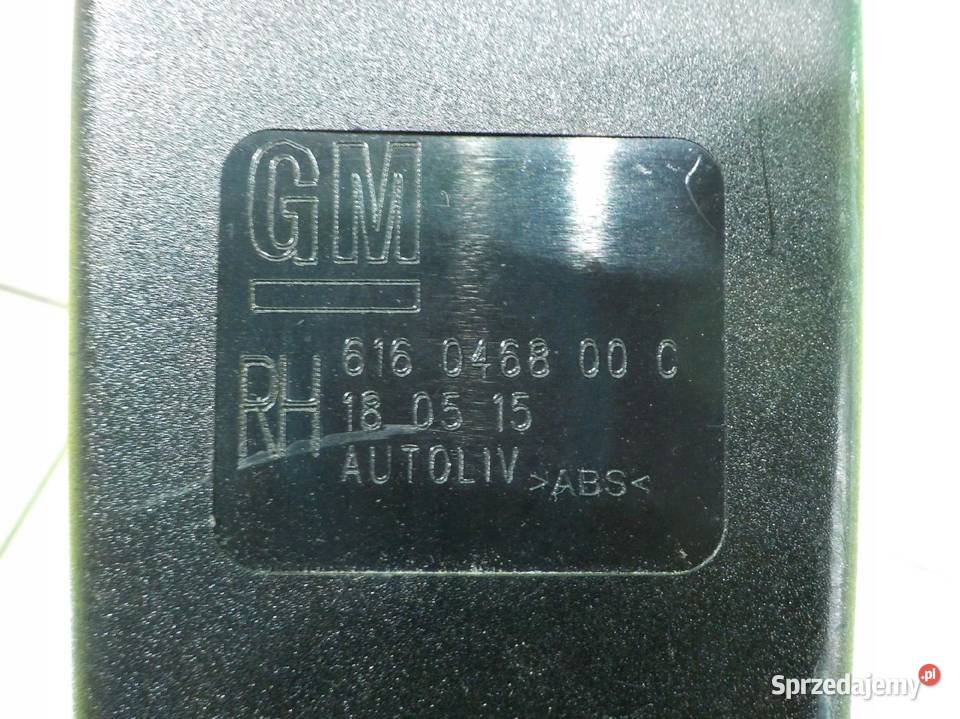 GM
RH
616 0468 00 C
18 05 15
AUTOLIV >ABS<
Sprzedajemy.pl